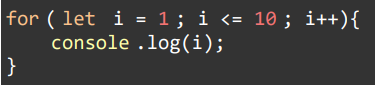 for ( let i = 1 ; i <= 10 ; i++){
    console .log(i);
}